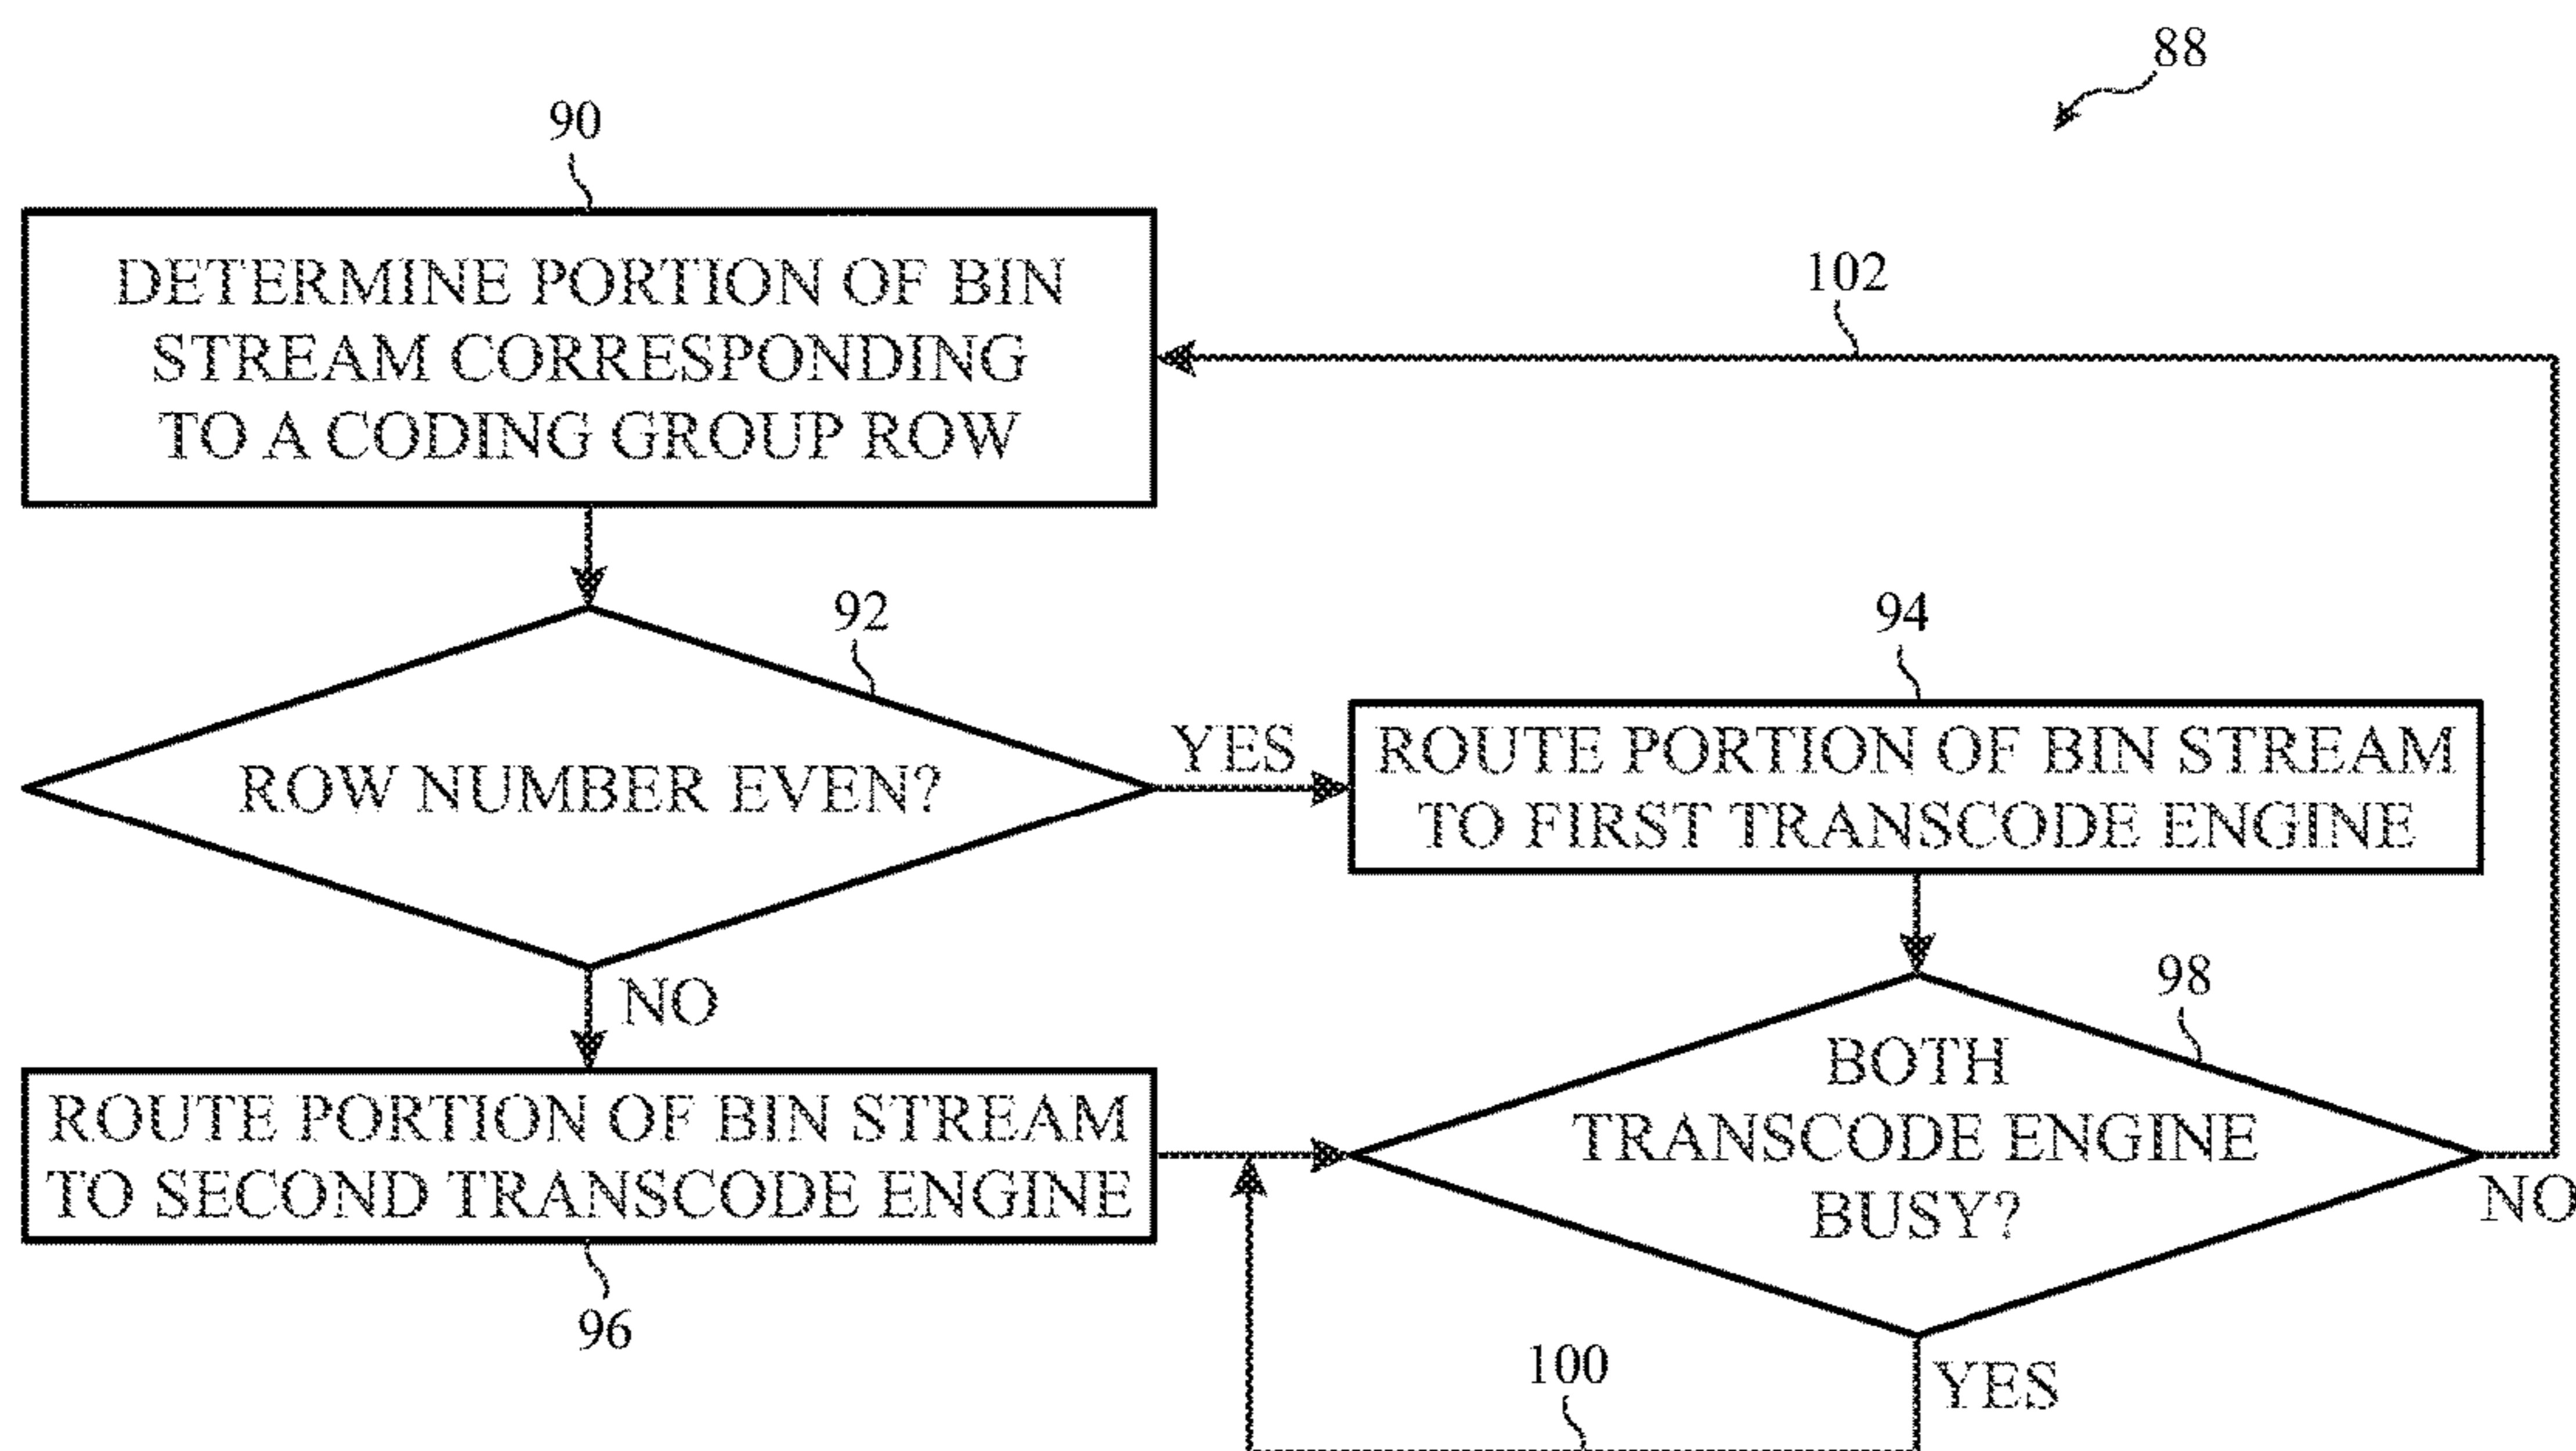 88
90
DETERMINE PORTION OF BIN
STREAM CORRESPONDING
TO A CODING GROUP ROW
102
92
ROW NUMBER EVEN?
YES
94
ROUTE PORTION OF BIN STREAM
TO FIRST TRANSCODE ENGINE
NO
ROUTE PORTION OF BIN STREAM
TO SECOND TRANSCODE ENGINE
96
98
BOTH
TRANSCODE ENGINE
BUSY?
NO
YES
100